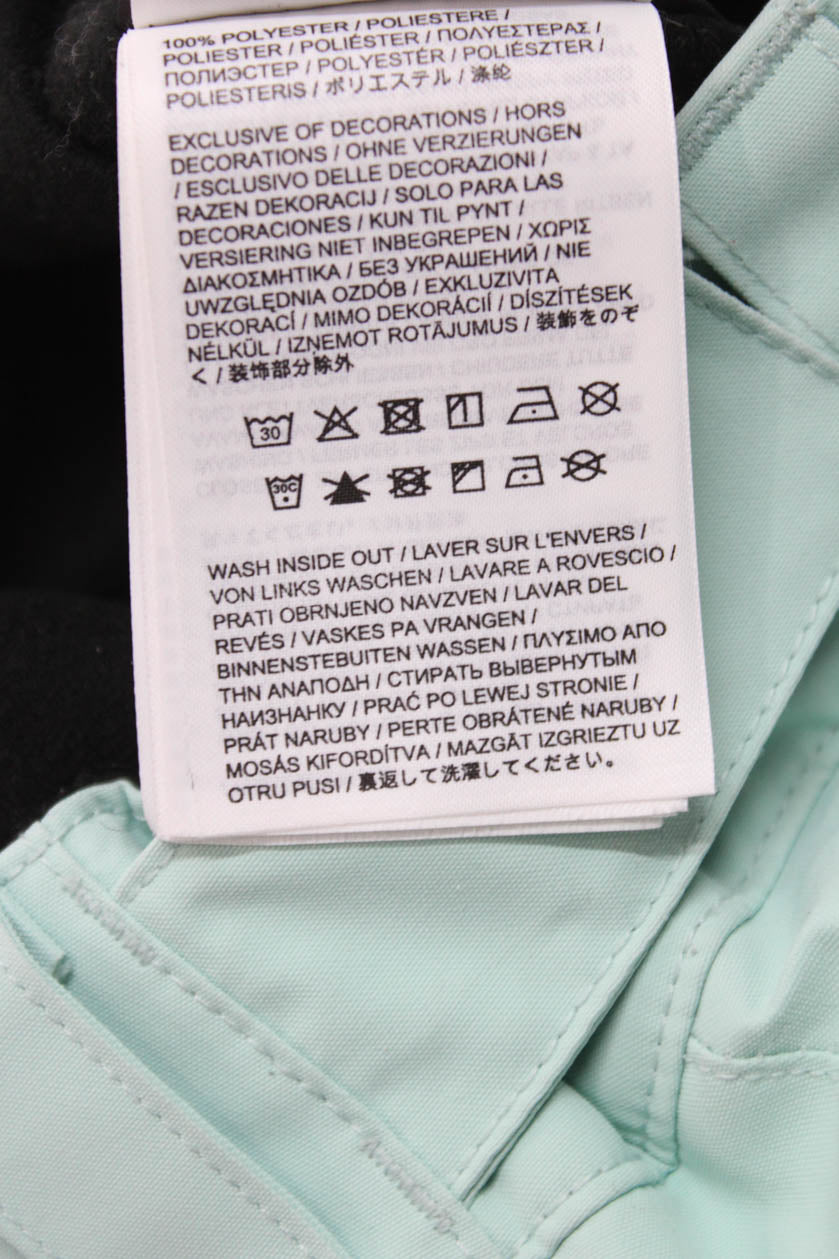 100% POLYESTER / POLIESTERE /
POLIESTER / POLIÉSTER / ΠΟΛΥΕΣΤΕΡΑΣ /
ПОЛИЭСТЕР / POLYESTÉR / POLIÉSZTER /
POLIESTERIS / ポリエステル / 涤纶
EXCLUSIVE OF DECORATIONS / HORS
DECORATIONS / OHNE VERZIERUNGEN
/ ESCLUSIVO DELLE DECORAZIONI /
RAZEN DEKORACIJ / SOLO PARA LAS
DECORACIONES / KUN TIL PYNT /
VERSIERING NIET INBEGREPEN / ΧΩΡΙΣ
ΔΙΑΚΟΣΜΗΤΙΚΑ / БЕЗ УКРАШЕНИЙ / NIE
UWZGLĘDNIA OZDÓB / EXKLUZIVITA
DEKORACÍ / MIMO DEKORÁCIÍ / DÍSZÍTÉSEK
NÉLKÜL / IZŅEMOT ROTĀJUMUS / 装飾をのぞ
く / 装饰部分除外
30
30C
WASH INSIDE OUT / LAVER SUR L'ENVERS /
VON LINKS WASCHEN / LAVARE A ROVESCIO /
PRATI OBRNJENO NAVZVEN / LAVAR DEL
REVÉS / VASKES PA VRANGEN /
BINNENSTEBUITEN WASSEN / ΠΛΥΣΙΜΟ ΑΠΟ
ΤΗΝ ΑΝΑΠΟΔΗ / СТИРАТЬ ВЫВЕРНУТЫМ
НАИЗНАНКУ / PRAĆ PO LEWEJ STRONIE /
PRÁT NARUBY / PERTE OBRÁTENÉ NARUBY /
MOSÁS KIFORDÍTVA / MAZGĀT IZGRIEZTU UZ
OTRU PUSI / 裏返して洗濯してください。